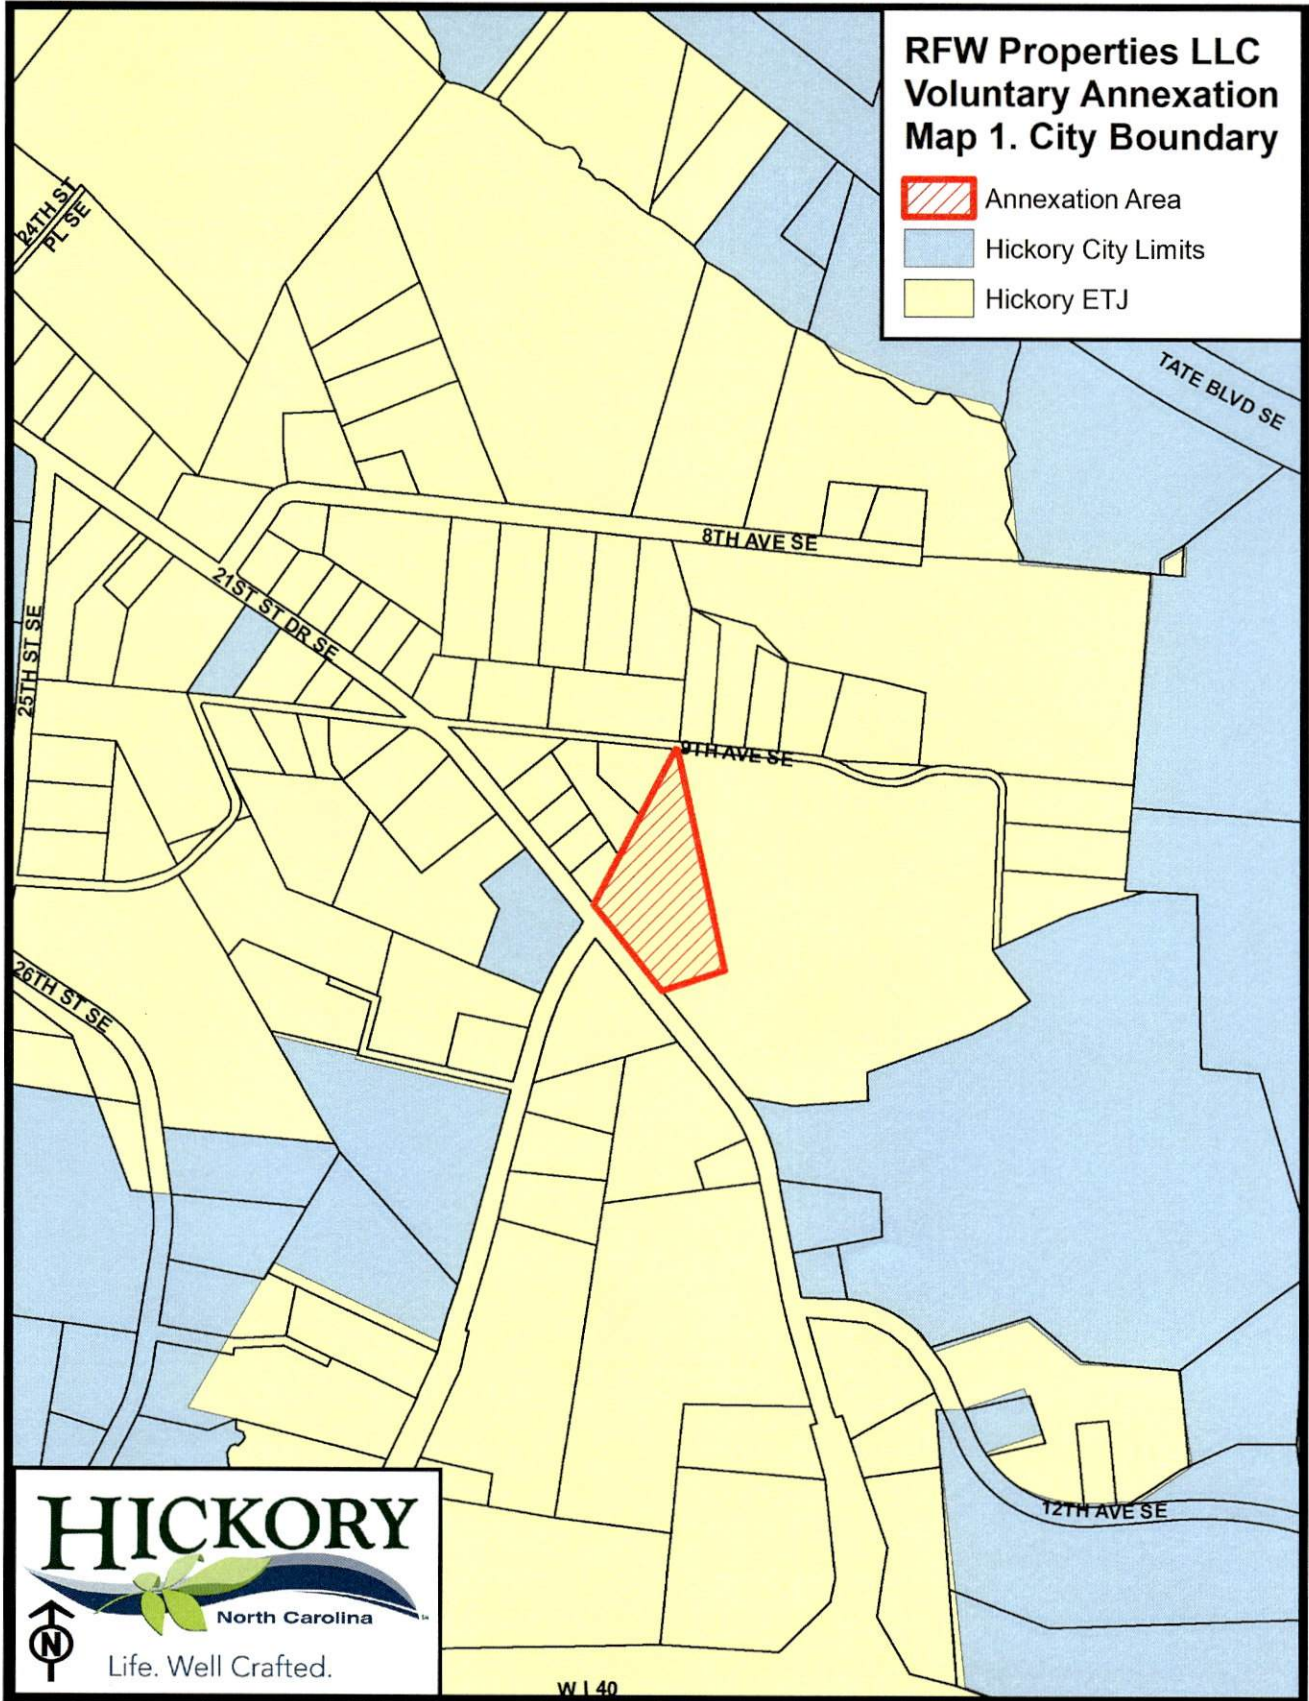 RFW Properties LLC
Voluntary Annexation
Map 1. City Boundary
Annexation Area
Hickory City Limits
Hickory ETJ
24TH ST
PL SE
TATE BLVD SE
8TH AVE SE
21ST ST DR SE
25TH ST SE
9TH AVE SE
26TH ST SE
12TH AVE SE
HICKORY
North Carolina
N
Life. Well Crafted.
W I 40